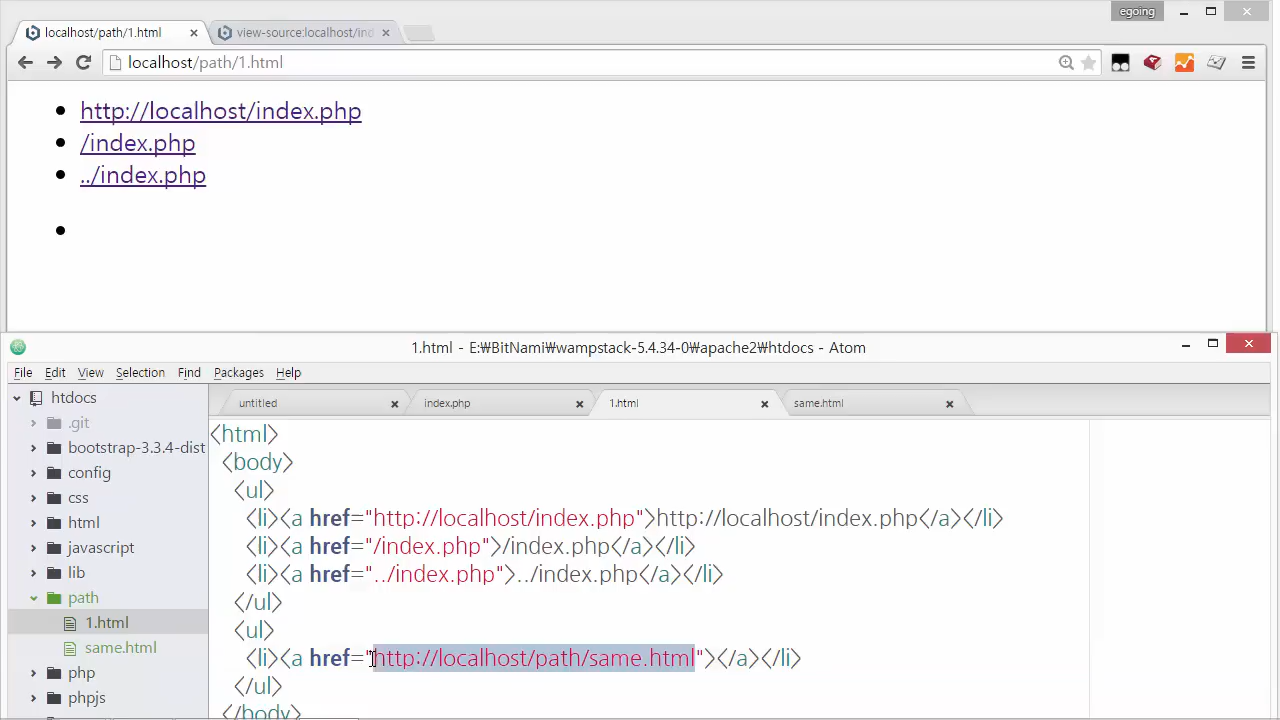 egoing
localhost/path/1.html
view-source:localhost/ind
localhost/path/1.html
http://localhost/index.php
/index.php
../index.php
1.html - E:₩BitNami₩wampstack-5.4.34-0₩apache2₩htdocs - Atom
File Edit View Selection Find Packages Help
htdocs
untitled
index.php
1.html
same.html
.git
bootstrap-3.3.4-dist
config
css
html
javascript
lib
path
1.html
same.html
php
phpjs
<html>
<body>
<ul>
<li><a href="http://localhost/index.php">http://localhost/index.php</a></li>
<li><a href="/index.php">/index.php</a></li>
<li><a href="../index.php">../index.php</a></li>
</ul>
<ul>
<li><a href="http://localhost/path/same.html"></a></li>
</ul>
</body>